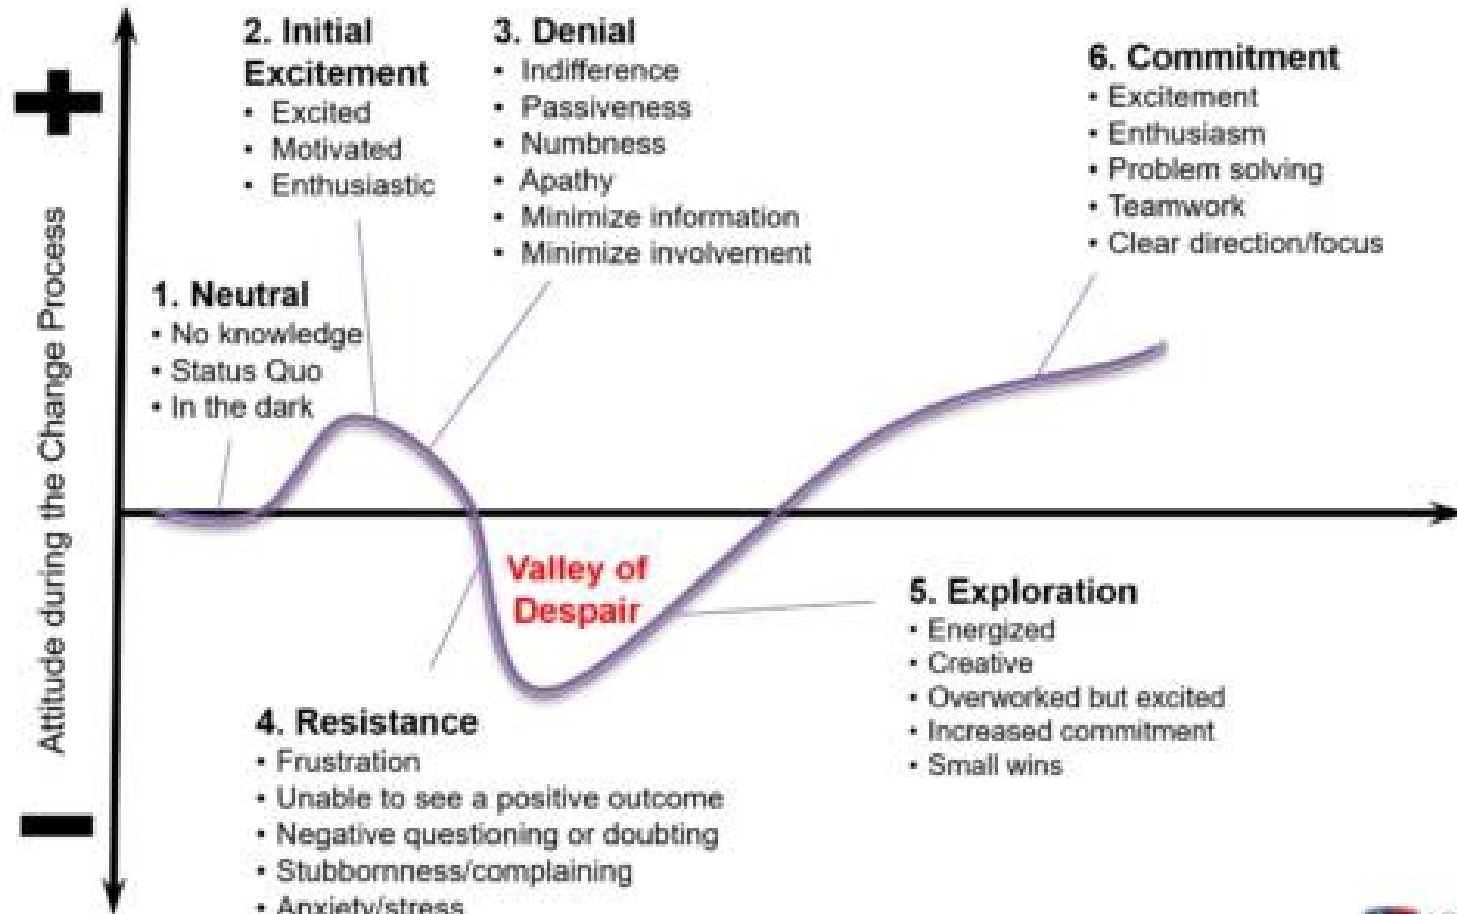 2. Initial
Excitement
• Excited
• Motivated
• Enthusiastic
3. Denial
• Indifference
• Passiveness
• Numbness
• Apathy
• Minimize information
• Minimize involvement
6. Commitment
• Excitement
• Enthusiasm
• Problem solving
• Teamwork
• Clear direction/focus
+
Attitude during the Change Process
1. Neutral
• No knowledge
• Status Quo
• In the dark
Valley of
Despair
5. Exploration
• Energized
• Creative
• Overworked but excited
• Increased commitment
• Small wins
4. Resistance
• Frustration
• Unable to see a positive outcome
• Negative questioning or doubting
• Stubbornness/complaining
• Anxiety/stress